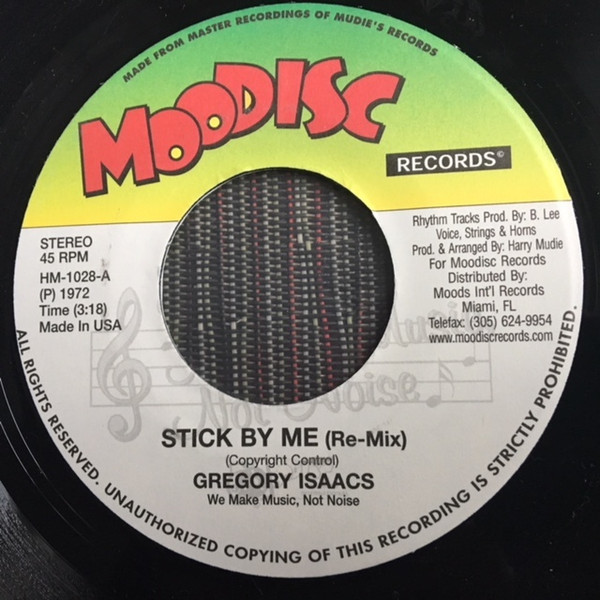 MADE FROM MASTER RECORDINGS OF MUDIE'S RECORDS
MOODISC
RECORDS©
STEREO
45 RPM
HM-1028-A
(P) 1972
Time (3:18)
Made In USA
Rhythm Tracks Prod. By: B. Lee
Voice, Strings & Horns
Prod. & Arranged By: Harry Mudie
For Moodisc Records
Distributed By:
Moods Int'l Records
Miami, FL
Telefax: (305) 624-9954
www.moodiscrecords.com
Music
Not Noise
STICK BY ME (Re-Mix)
(Copyright Control)
GREGORY ISAACS
We Make Music, Not Noise
ALL RIGHTS RESERVED. UNAUTHORIZED COPYING OF THIS RECORDING IS STRICTLY PROHIBITED.